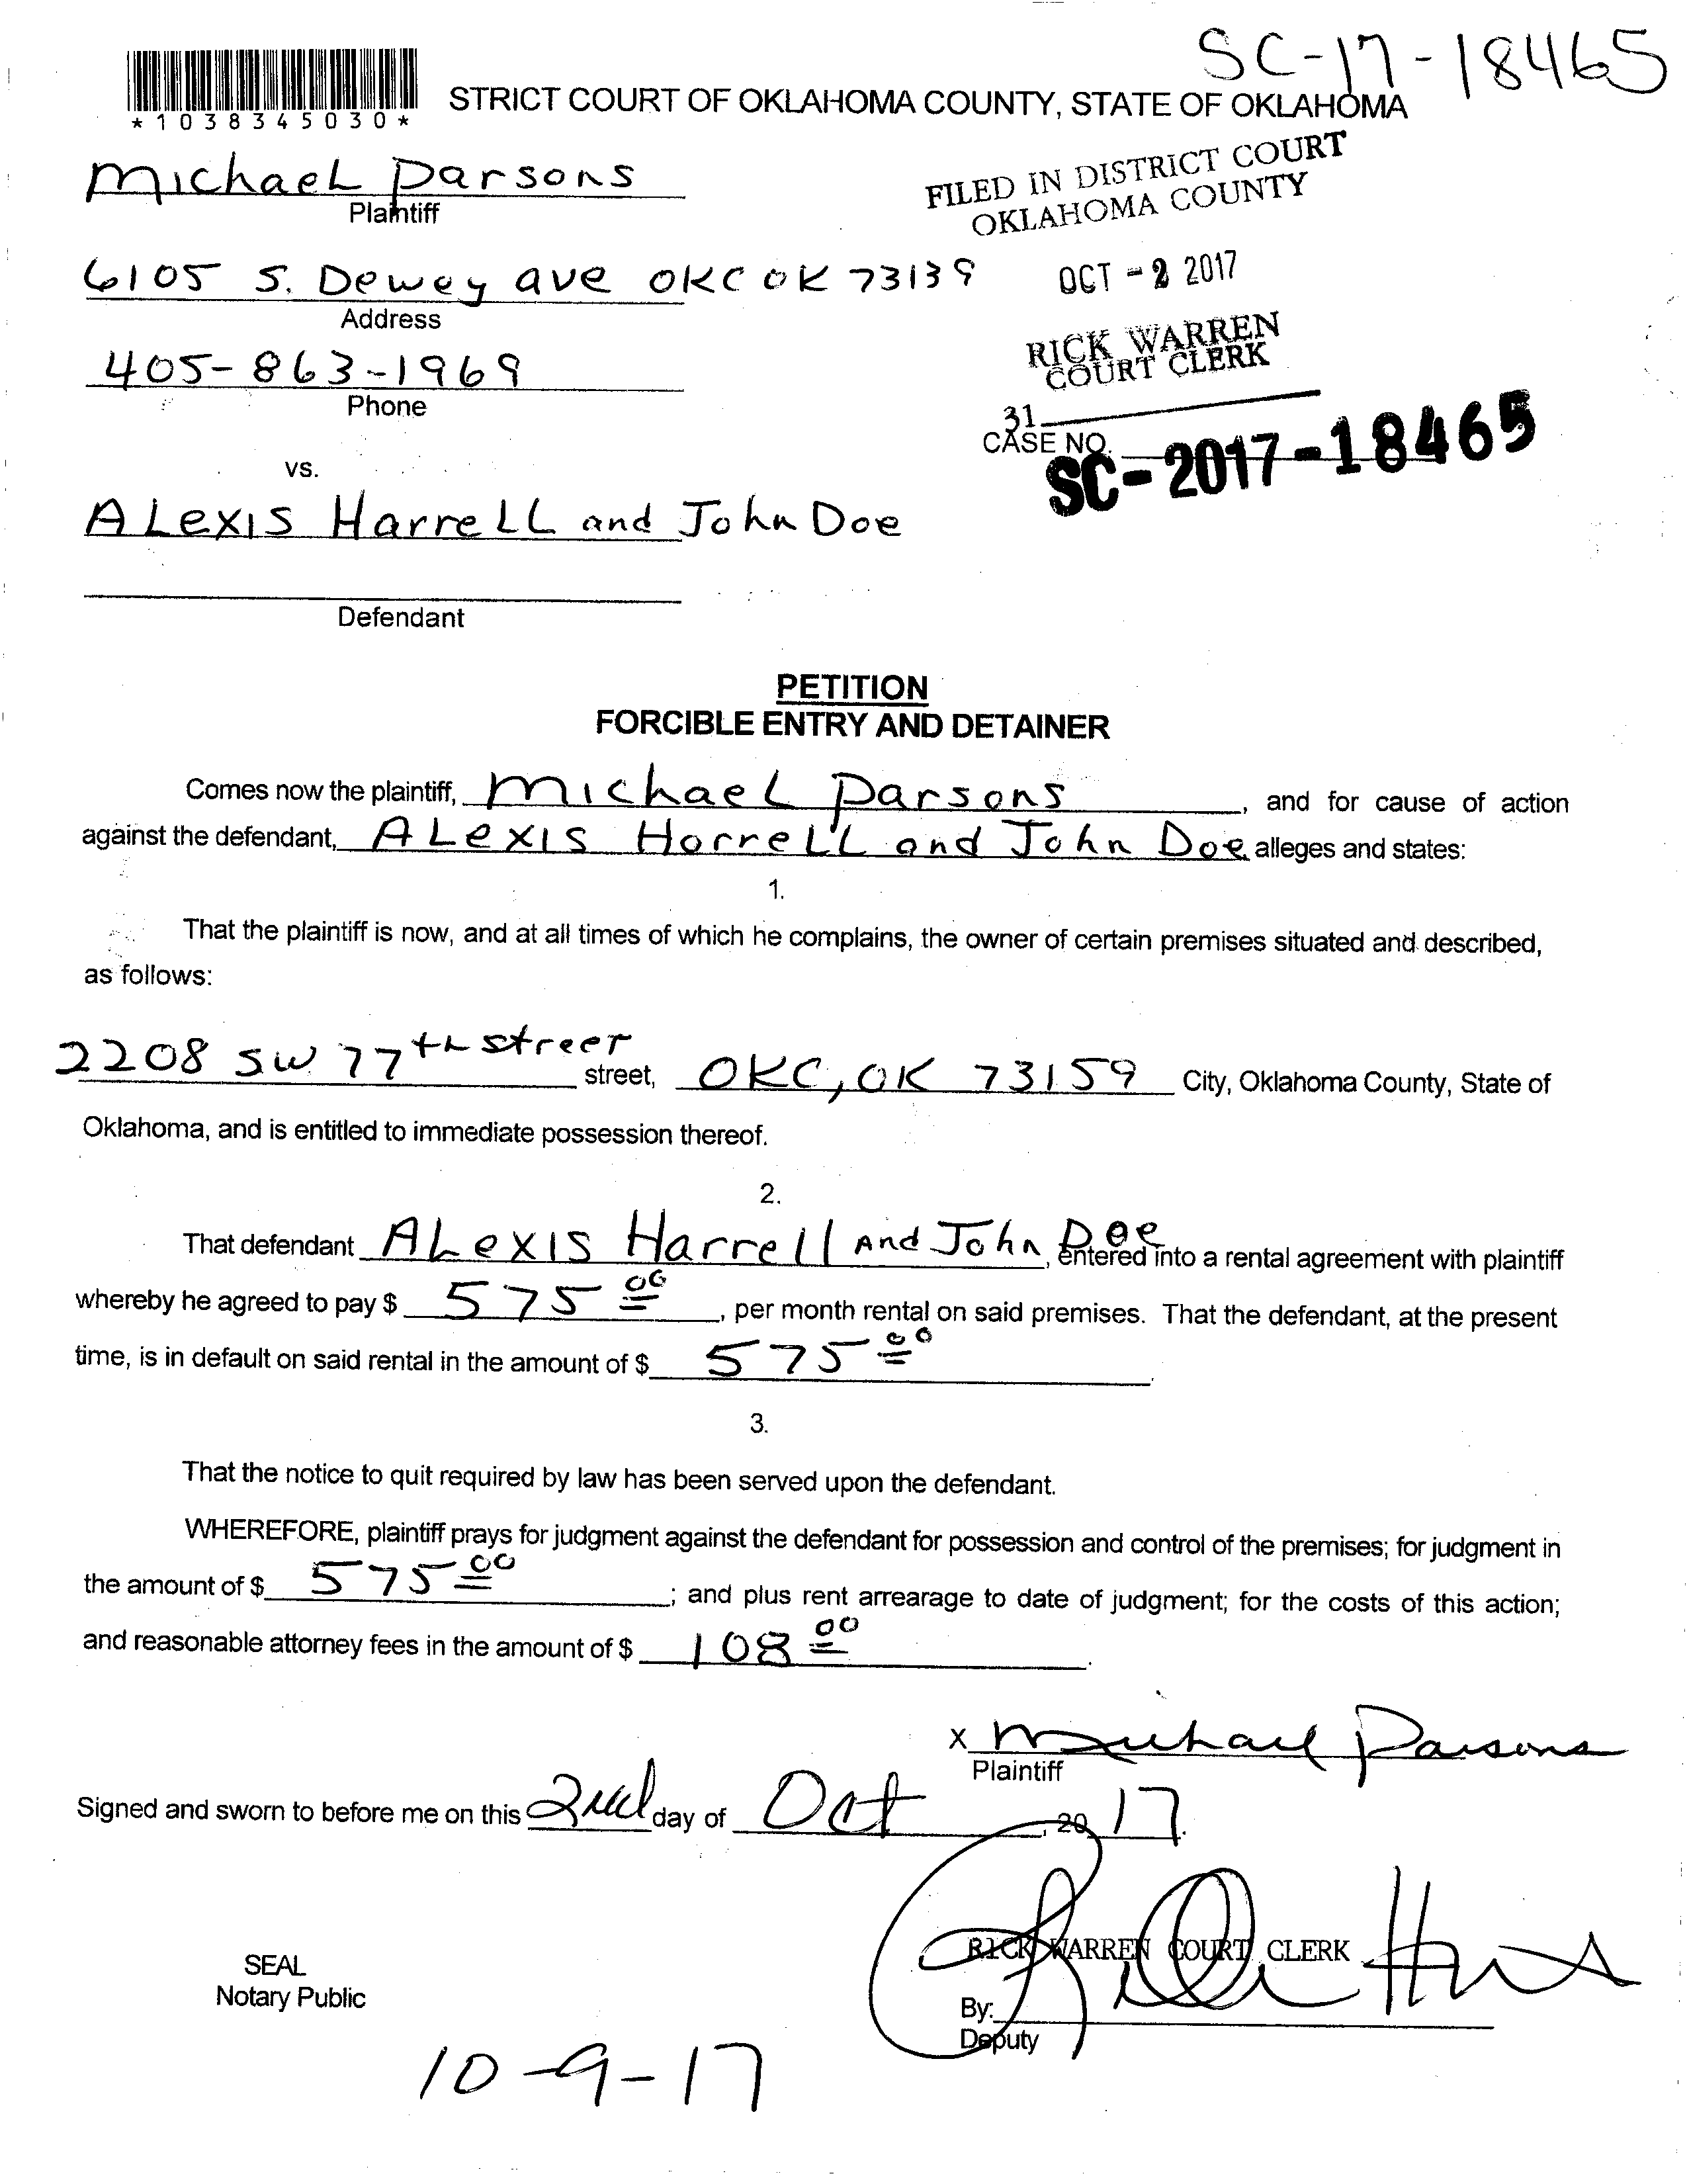 SC-17-18465
*1038345030*
STRICT COURT OF OKLAHOMA COUNTY, STATE OF OKLAHOMA
MichaeL Parsons
Plaintiff
FILED IN DISTRICT COURT
OKLAHOMA COUNTY
6105 S. Dewey ave OKC OK 73139
Address
OCT - 2 2017
405-863-1969
Phone
RICK WARREN
COURT CLERK
31
CASE NO.
SC-2017-18465
vs.
ALexis HarreLL and John Doe
Defendant
PETITION
FORCIBLE ENTRY AND DETAINER
Comes now the plaintiff, MichaeL Parsons, and for cause of action
against the defendant, ALexis HorreLL and John Doe alleges and states:
1.
That the plaintiff is now, and at all times of which he complains, the owner of certain premises situated and described,
as follows:
2208 SW 77th street street, OKC, OK 73159 City, Oklahoma County, State of
Oklahoma, and is entitled to immediate possession thereof.
2.
That defendant ALexis Harrell And John Doe, entered into a rental agreement with plaintiff
whereby he agreed to pay $ 575 00, per month rental on said premises. That the defendant, at the present
time, is in default on said rental in the amount of $ 575 00.
3.
That the notice to quit required by law has been served upon the defendant.
WHEREFORE, plaintiff prays for judgment against the defendant for possession and control of the premises; for judgment in
the amount of $ 575 00; and plus rent arrearage to date of judgment; for the costs of this action;
and reasonable attorney fees in the amount of $ 108 00.
X Michael Parsons
Plaintiff
Signed and sworn to before me on this 2nd day of Oct, 20 17.
RICK WARREN COURT CLERK
SEAL
Notary Public
By:
Deputy
10-9-17